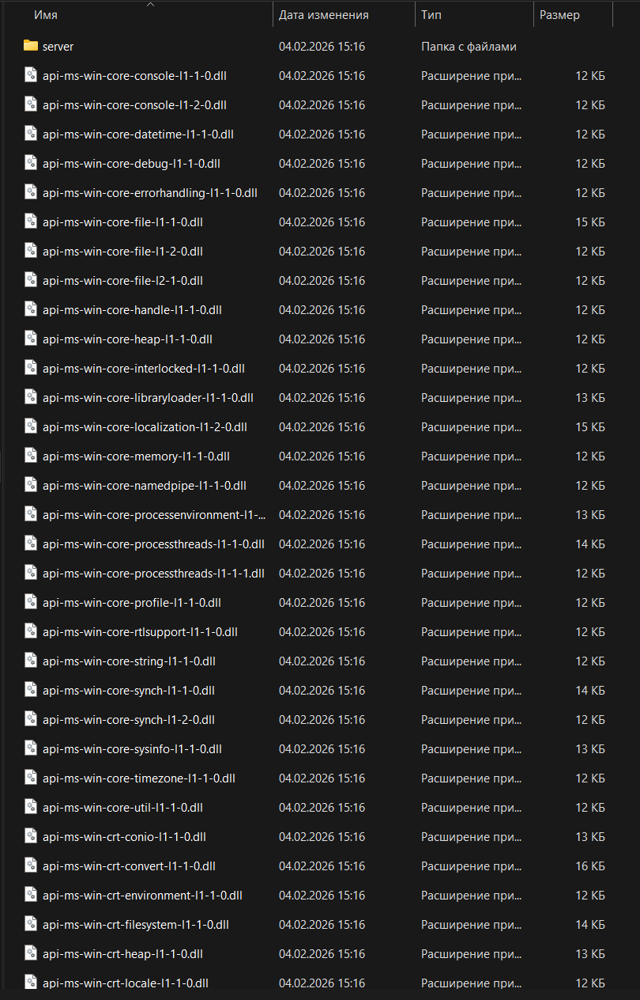 Имя Дата изменения Тип Размер
server 04.02.2026 15:16 Папка с файлами
api-ms-win-core-console-l1-1-0.dll 04.02.2026 15:16 Расширение при... 12 КБ
api-ms-win-core-console-l1-2-0.dll 04.02.2026 15:16 Расширение при... 12 КБ
api-ms-win-core-datetime-l1-1-0.dll 04.02.2026 15:16 Расширение при... 12 КБ
api-ms-win-core-debug-l1-1-0.dll 04.02.2026 15:16 Расширение при... 12 КБ
api-ms-win-core-errorhandling-l1-1-0.dll 04.02.2026 15:16 Расширение при... 12 КБ
api-ms-win-core-file-l1-1-0.dll 04.02.2026 15:16 Расширение при... 15 КБ
api-ms-win-core-file-l1-2-0.dll 04.02.2026 15:16 Расширение при... 12 КБ
api-ms-win-core-file-l2-1-0.dll 04.02.2026 15:16 Расширение при... 12 КБ
api-ms-win-core-handle-l1-1-0.dll 04.02.2026 15:16 Расширение при... 12 КБ
api-ms-win-core-heap-l1-1-0.dll 04.02.2026 15:16 Расширение при... 12 КБ
api-ms-win-core-interlocked-l1-1-0.dll 04.02.2026 15:16 Расширение при... 12 КБ
api-ms-win-core-libraryloader-l1-1-0.dll 04.02.2026 15:16 Расширение при... 13 КБ
api-ms-win-core-localization-l1-2-0.dll 04.02.2026 15:16 Расширение при... 15 КБ
api-ms-win-core-memory-l1-1-0.dll 04.02.2026 15:16 Расширение при... 12 КБ
api-ms-win-core-namedpipe-l1-1-0.dll 04.02.2026 15:16 Расширение при... 12 КБ
api-ms-win-core-processenvironment-l1-... 04.02.2026 15:16 Расширение при... 13 КБ
api-ms-win-core-processthreads-l1-1-0.dll 04.02.2026 15:16 Расширение при... 14 КБ
api-ms-win-core-processthreads-l1-1-1.dll 04.02.2026 15:16 Расширение при... 12 КБ
api-ms-win-core-profile-l1-1-0.dll 04.02.2026 15:16 Расширение при... 12 КБ
api-ms-win-core-rtlsupport-l1-1-0.dll 04.02.2026 15:16 Расширение при... 12 КБ
api-ms-win-core-string-l1-1-0.dll 04.02.2026 15:16 Расширение при... 12 КБ
api-ms-win-core-synch-l1-1-0.dll 04.02.2026 15:16 Расширение при... 14 КБ
api-ms-win-core-synch-l1-2-0.dll 04.02.2026 15:16 Расширение при... 12 КБ
api-ms-win-core-sysinfo-l1-1-0.dll 04.02.2026 15:16 Расширение при... 13 КБ
api-ms-win-core-timezone-l1-1-0.dll 04.02.2026 15:16 Расширение при... 12 КБ
api-ms-win-core-util-l1-1-0.dll 04.02.2026 15:16 Расширение при... 12 КБ
api-ms-win-crt-conio-l1-1-0.dll 04.02.2026 15:16 Расширение при... 13 КБ
api-ms-win-crt-convert-l1-1-0.dll 04.02.2026 15:16 Расширение при... 16 КБ
api-ms-win-crt-environment-l1-1-0.dll 04.02.2026 15:16 Расширение при... 12 КБ
api-ms-win-crt-filesystem-l1-1-0.dll 04.02.2026 15:16 Расширение при... 14 КБ
api-ms-win-crt-heap-l1-1-0.dll 04.02.2026 15:16 Расширение при... 13 КБ
api-ms-win-crt-locale-l1-1-0.dll 04.02.2026 15:16 Расширение при... 12 КБ